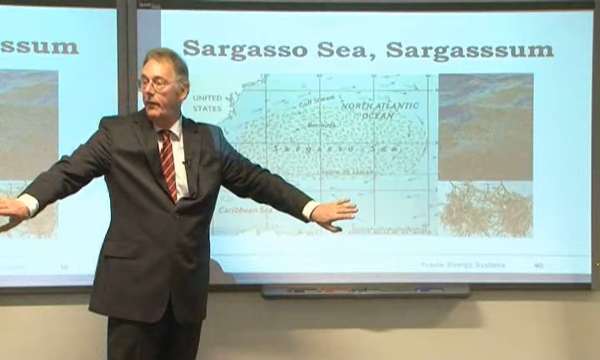 ssum
Sargasso Sea, Sargasssum
UNITED
STATES
Gulf Stream
NORTH ATLANTIC
OCEAN
Bermuda
Sargasso Sea
Caribbean Sea
Future Energy Systems
40